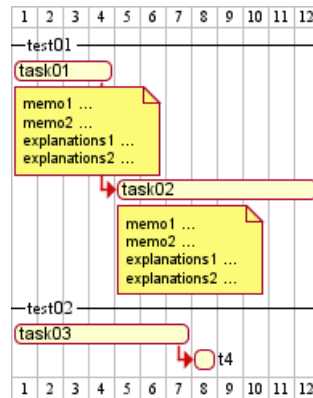 1 2 3 4 5 6 7 8 9 10 11 12
test01
task01
memo1 ...
memo2 ...
explanations1 ...
explanations2 ...
task02
memo1 ...
memo2 ...
explanations1 ...
explanations2 ...
test02
task03
t4
1 2 3 4 5 6 7 8 9 10 11 12